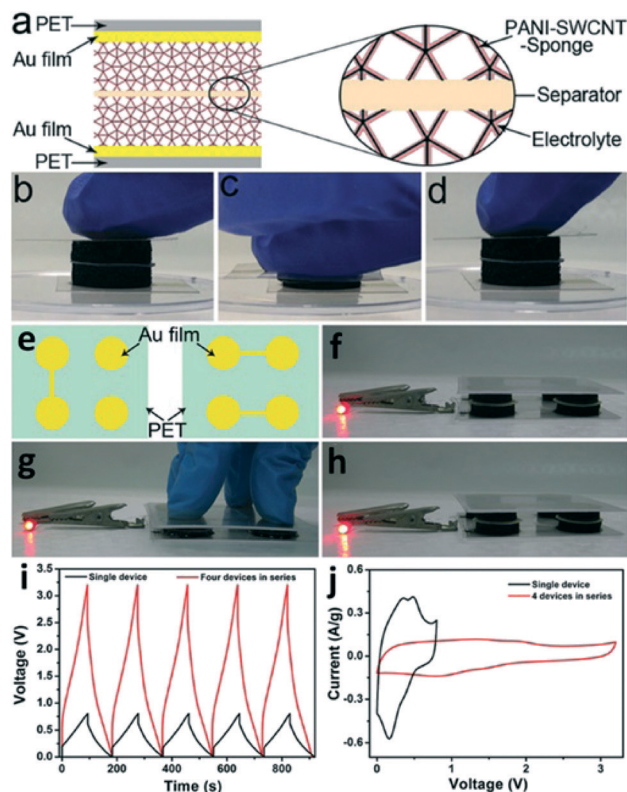 a
PET
Au film
Au film
PET
PANI-SWCNT
-Sponge
Separator
Electrolyte
b
c
d
e
Au film
PET
f
g
h
i
Single device
Four devices in series
Voltage (V)
3.5
3.0
2.5
2.0
1.5
1.0
0.5
0.0
0
200
400
600
800
Time (s)
j
Single device
4 devices in series
Current (A/g)
0.4
0.0
-0.3
-0.6
0
1
2
3
Voltage (V)